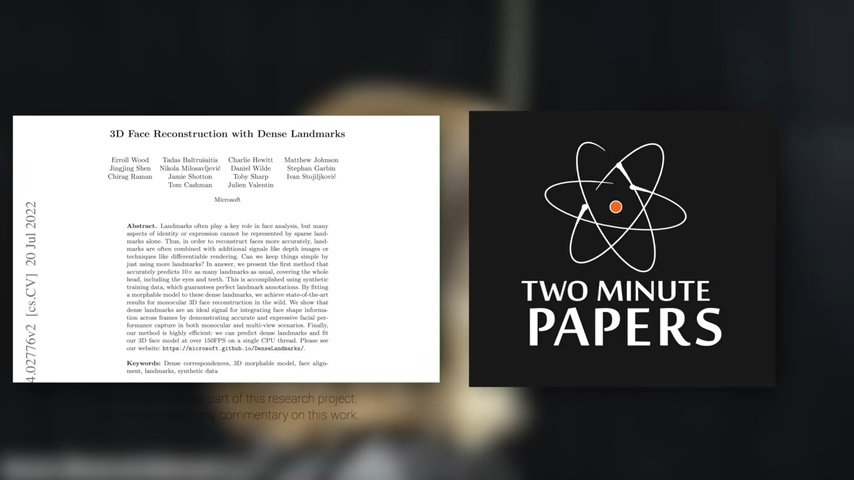 3D Face Reconstruction with Dense Landmarks
Erroll Wood Tadas Baltrušaitis Charlie Hewitt Matthew Johnson
Jingjing Shen Nikola Milosavljević Daniel Wilde Stephan Garbin
Chirag Raman Jamie Shotton Toby Sharp Ivan Stojiljković
Tom Cashman Julien Valentin
Microsoft
Abstract. Landmarks often play a key role in face analysis, but many
aspects of identity or expression cannot be represented by sparse land-
marks alone. Thus, in order to reconstruct faces more accurately, land-
marks are often combined with additional signals like depth images or
techniques like differentiable rendering. Can we keep things simple by
just using more landmarks? In answer, we present the first method that
accurately predicts 10× as many landmarks as usual, covering the whole
head, including the eyes and teeth. This is accomplished using synthetic
training data, which guarantees perfect landmark annotations. By fitting
a morphable model to these dense landmarks, we achieve state-of-the-art
results for monocular 3D face reconstruction in the wild. We show that
dense landmarks are an ideal signal for integrating face shape informa-
tion across frames by demonstrating accurate and expressive facial per-
formance capture in both monocular and multi-view scenarios. Finally,
our method is highly efficient: we can predict dense landmarks and fit
our 3D face model at over 150FPS on a single CPU thread. Please see
our website: https://microsoft.github.io/DenseLandmarks/.
Keywords: Dense correspondences, 3D morphable model, face align-
ment, landmarks, synthetic data
4.02776v2 [cs.CV] 20 Jul 2022
TWO MINUTE
PAPERS
part of this research project.
commentary on this work.